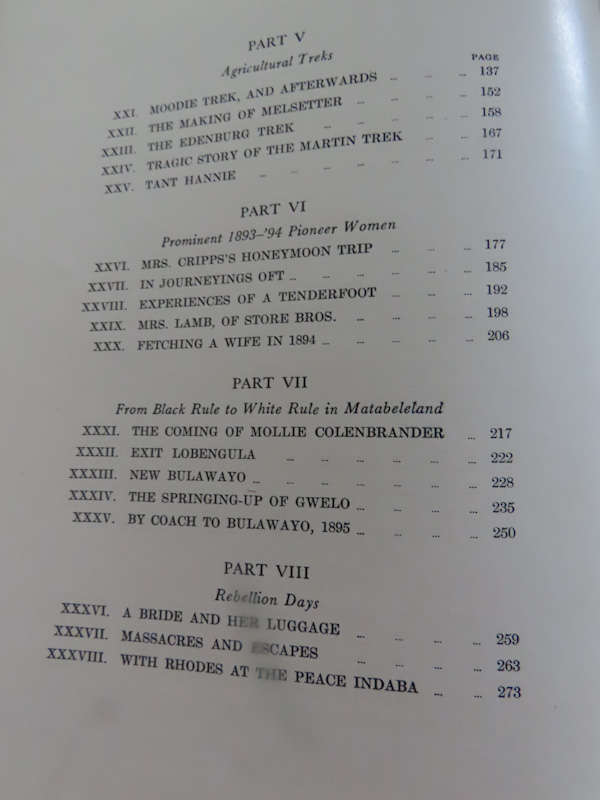 PART V
Agricultural Treks
PAGE
XXI. MOODIE TREK, AND AFTERWARDS ... ... ... 137
XXII. THE MAKING OF MELSETTER ... ... ... 152
XXIII. THE EDENBURG TREK ... ... ... ... 158
XXIV. TRAGIC STORY OF THE MARTIN TREK ... ... 167
XXV. TANT HANNIE ... ... ... ... ... ... 171
PART VI
Prominent 1893-'94 Pioneer Women
XXVI. MRS. CRIPPS'S HONEYMOON TRIP ... ... ... 177
XXVII. IN JOURNEYINGS OFT ... ... ... ... ... 185
XXVIII. EXPERIENCES OF A TENDERFOOT ... ... ... 192
XXIX. MRS. LAMB, OF STORE BROS. ... ... ... ... 198
XXX. FETCHING A WIFE IN 1894 ... ... ... ... ... 206
PART VII
From Black Rule to White Rule in Matabeleland
XXXI. THE COMING OF MOLLIE COLENBRANDER ... 217
XXXII. EXIT LOBENGULA ... ... ... ... ... ... 222
XXXIII. NEW BULAWAYO ... ... ... ... ... ... ... 228
XXXIV. THE SPRINGING-UP OF GWELO ... ... ... ... 235
XXXV. BY COACH TO BULAWAYO, 1895 ... ... ... ... 250
PART VIII
Rebellion Days
XXXVI. A BRIDE AND HER LUGGAGE ... ... ... ... 259
XXXVII. MASSACRES AND ESCAPES ... ... ... ... 263
XXXVIII. WITH RHODES AT THE PEACE INDABA ... ... 273